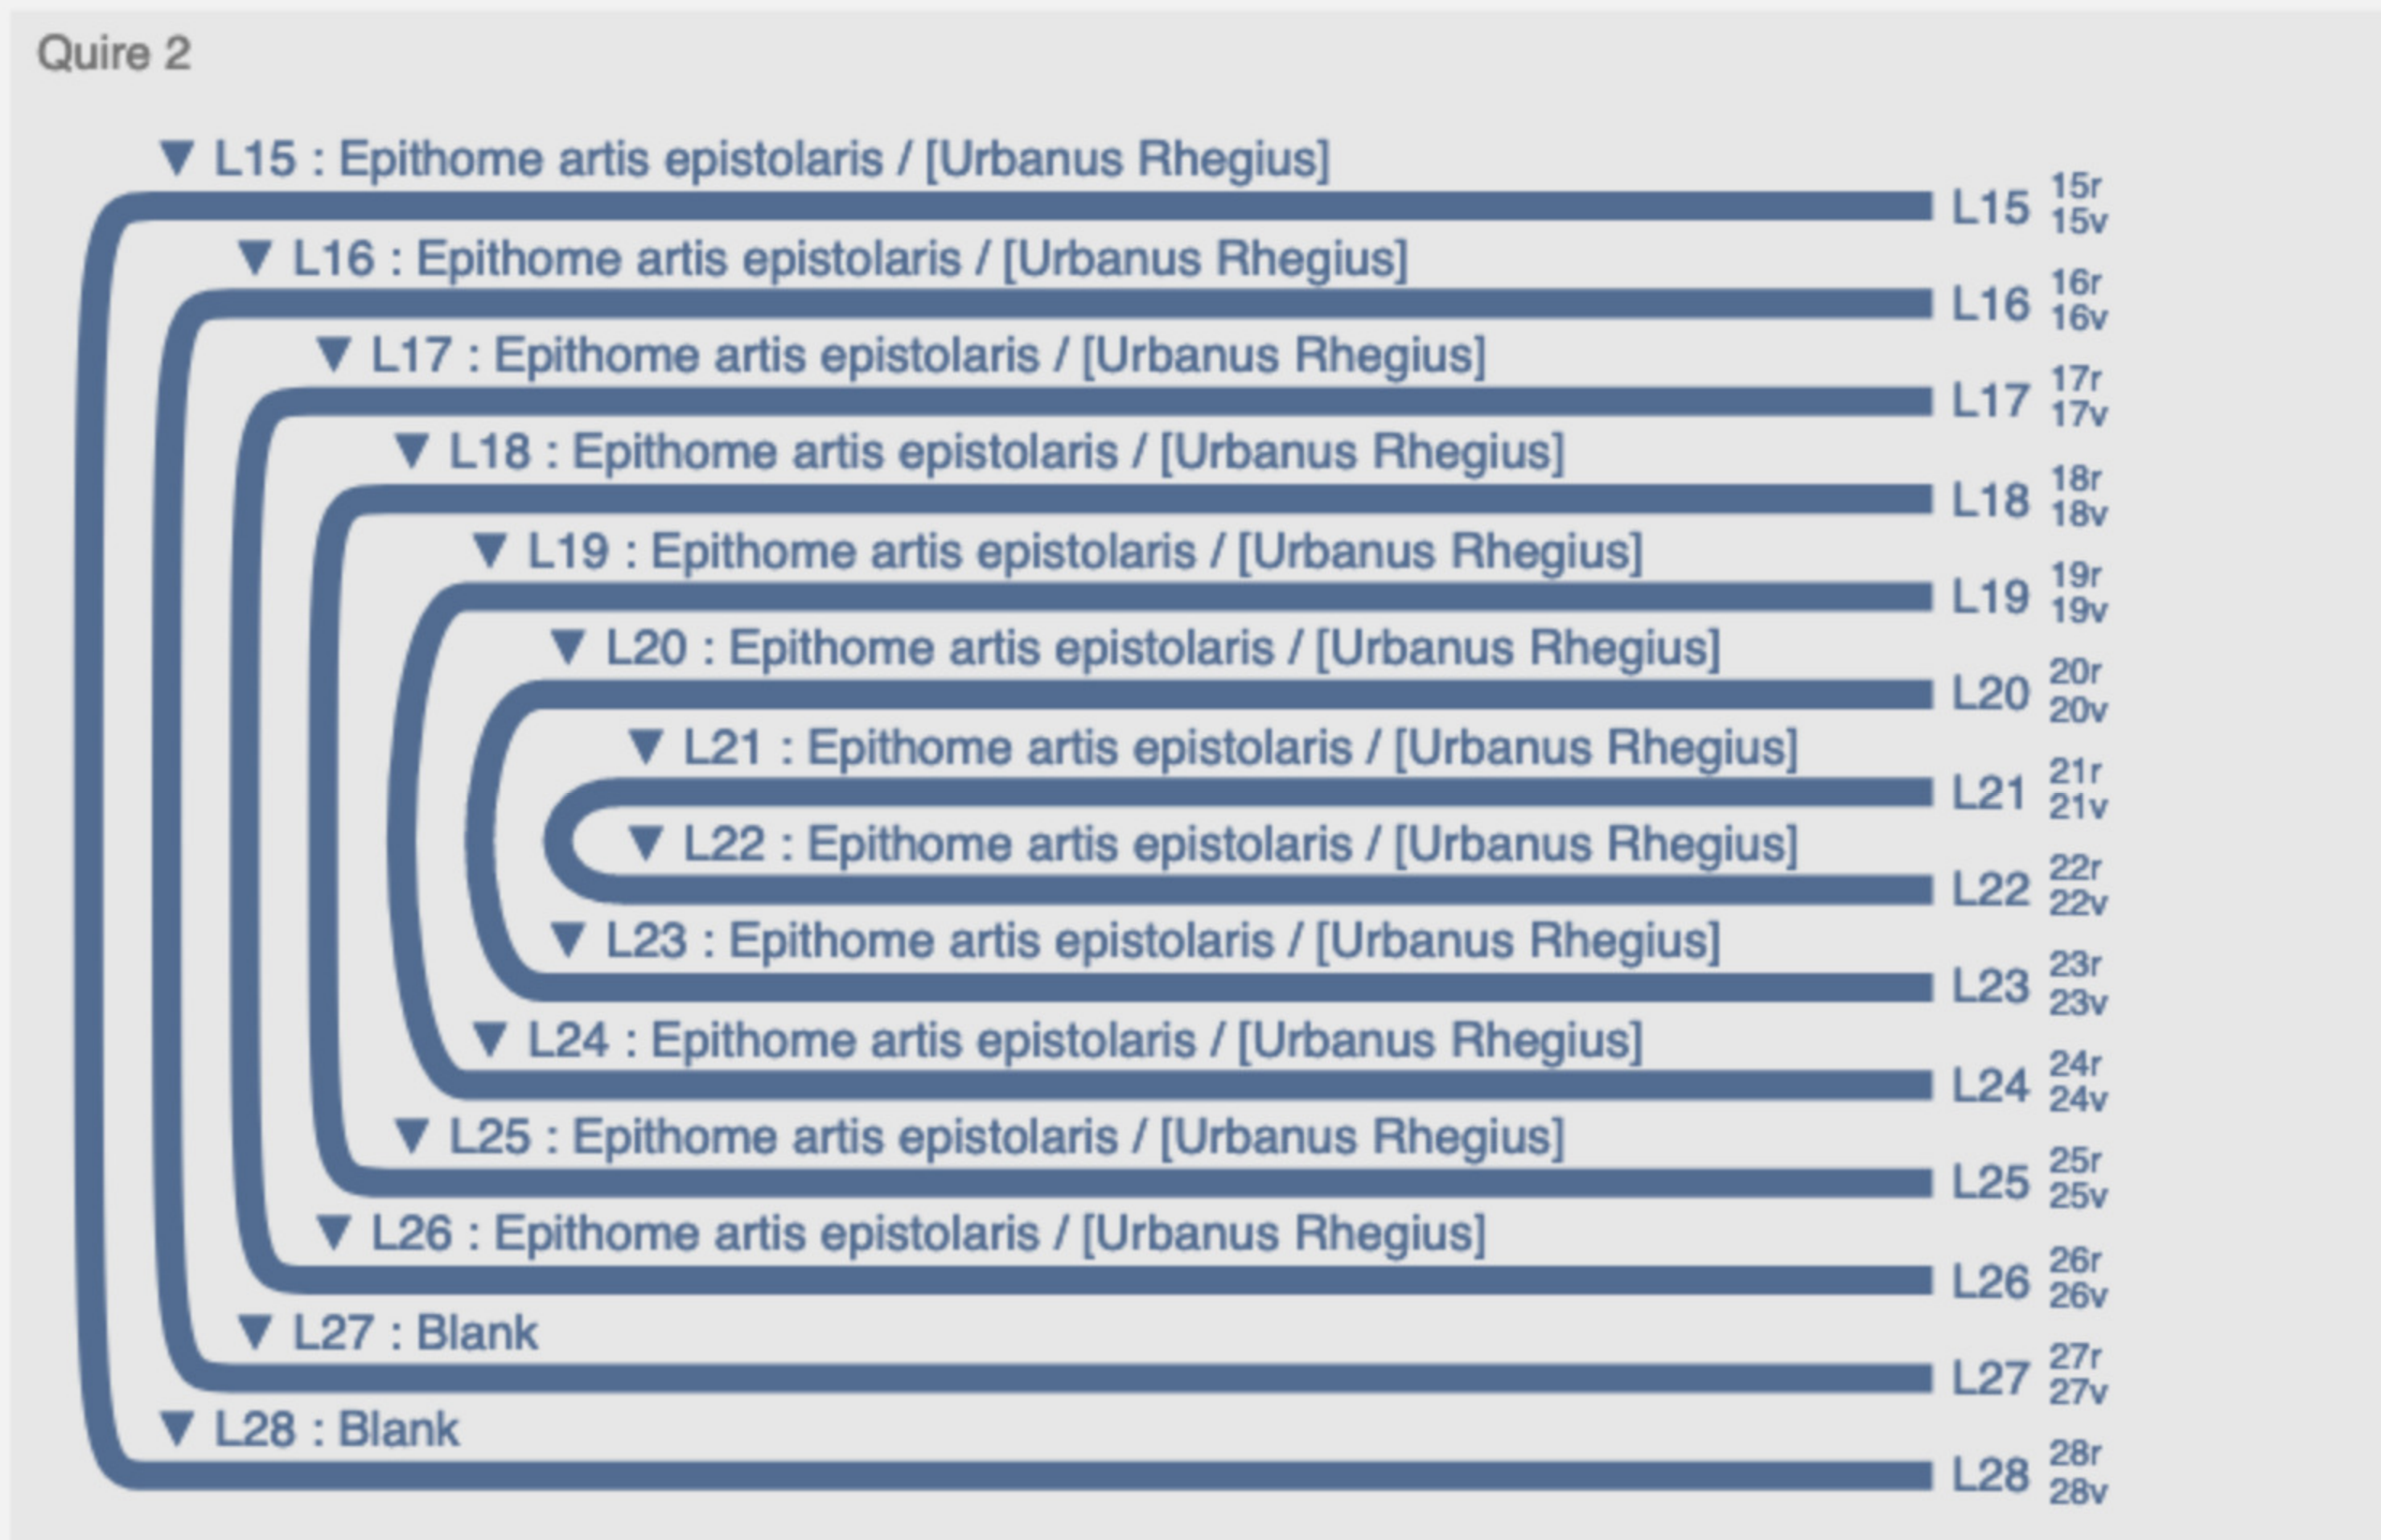 Quire 2
▼ L15 : Epithome artis epistolaris / [Urbanus Rhegius]
L15 15r 15v
▼ L16 : Epithome artis epistolaris / [Urbanus Rhegius]
L16 16r 16v
▼ L17 : Epithome artis epistolaris / [Urbanus Rhegius]
L17 17r 17v
▼ L18 : Epithome artis epistolaris / [Urbanus Rhegius]
L18 18r 18v
▼ L19 : Epithome artis epistolaris / [Urbanus Rhegius]
L19 19r 19v
▼ L20 : Epithome artis epistolaris / [Urbanus Rhegius]
L20 20r 20v
▼ L21 : Epithome artis epistolaris / [Urbanus Rhegius]
L21 21r 21v
▼ L22 : Epithome artis epistolaris / [Urbanus Rhegius]
L22 22r 22v
▼ L23 : Epithome artis epistolaris / [Urbanus Rhegius]
L23 23r 23v
▼ L24 : Epithome artis epistolaris / [Urbanus Rhegius]
L24 24r 24v
▼ L25 : Epithome artis epistolaris / [Urbanus Rhegius]
L25 25r 25v
▼ L26 : Epithome artis epistolaris / [Urbanus Rhegius]
L26 26r 26v
▼ L27 : Blank
L27 27r 27v
▼ L28 : Blank
L28 28r 28v